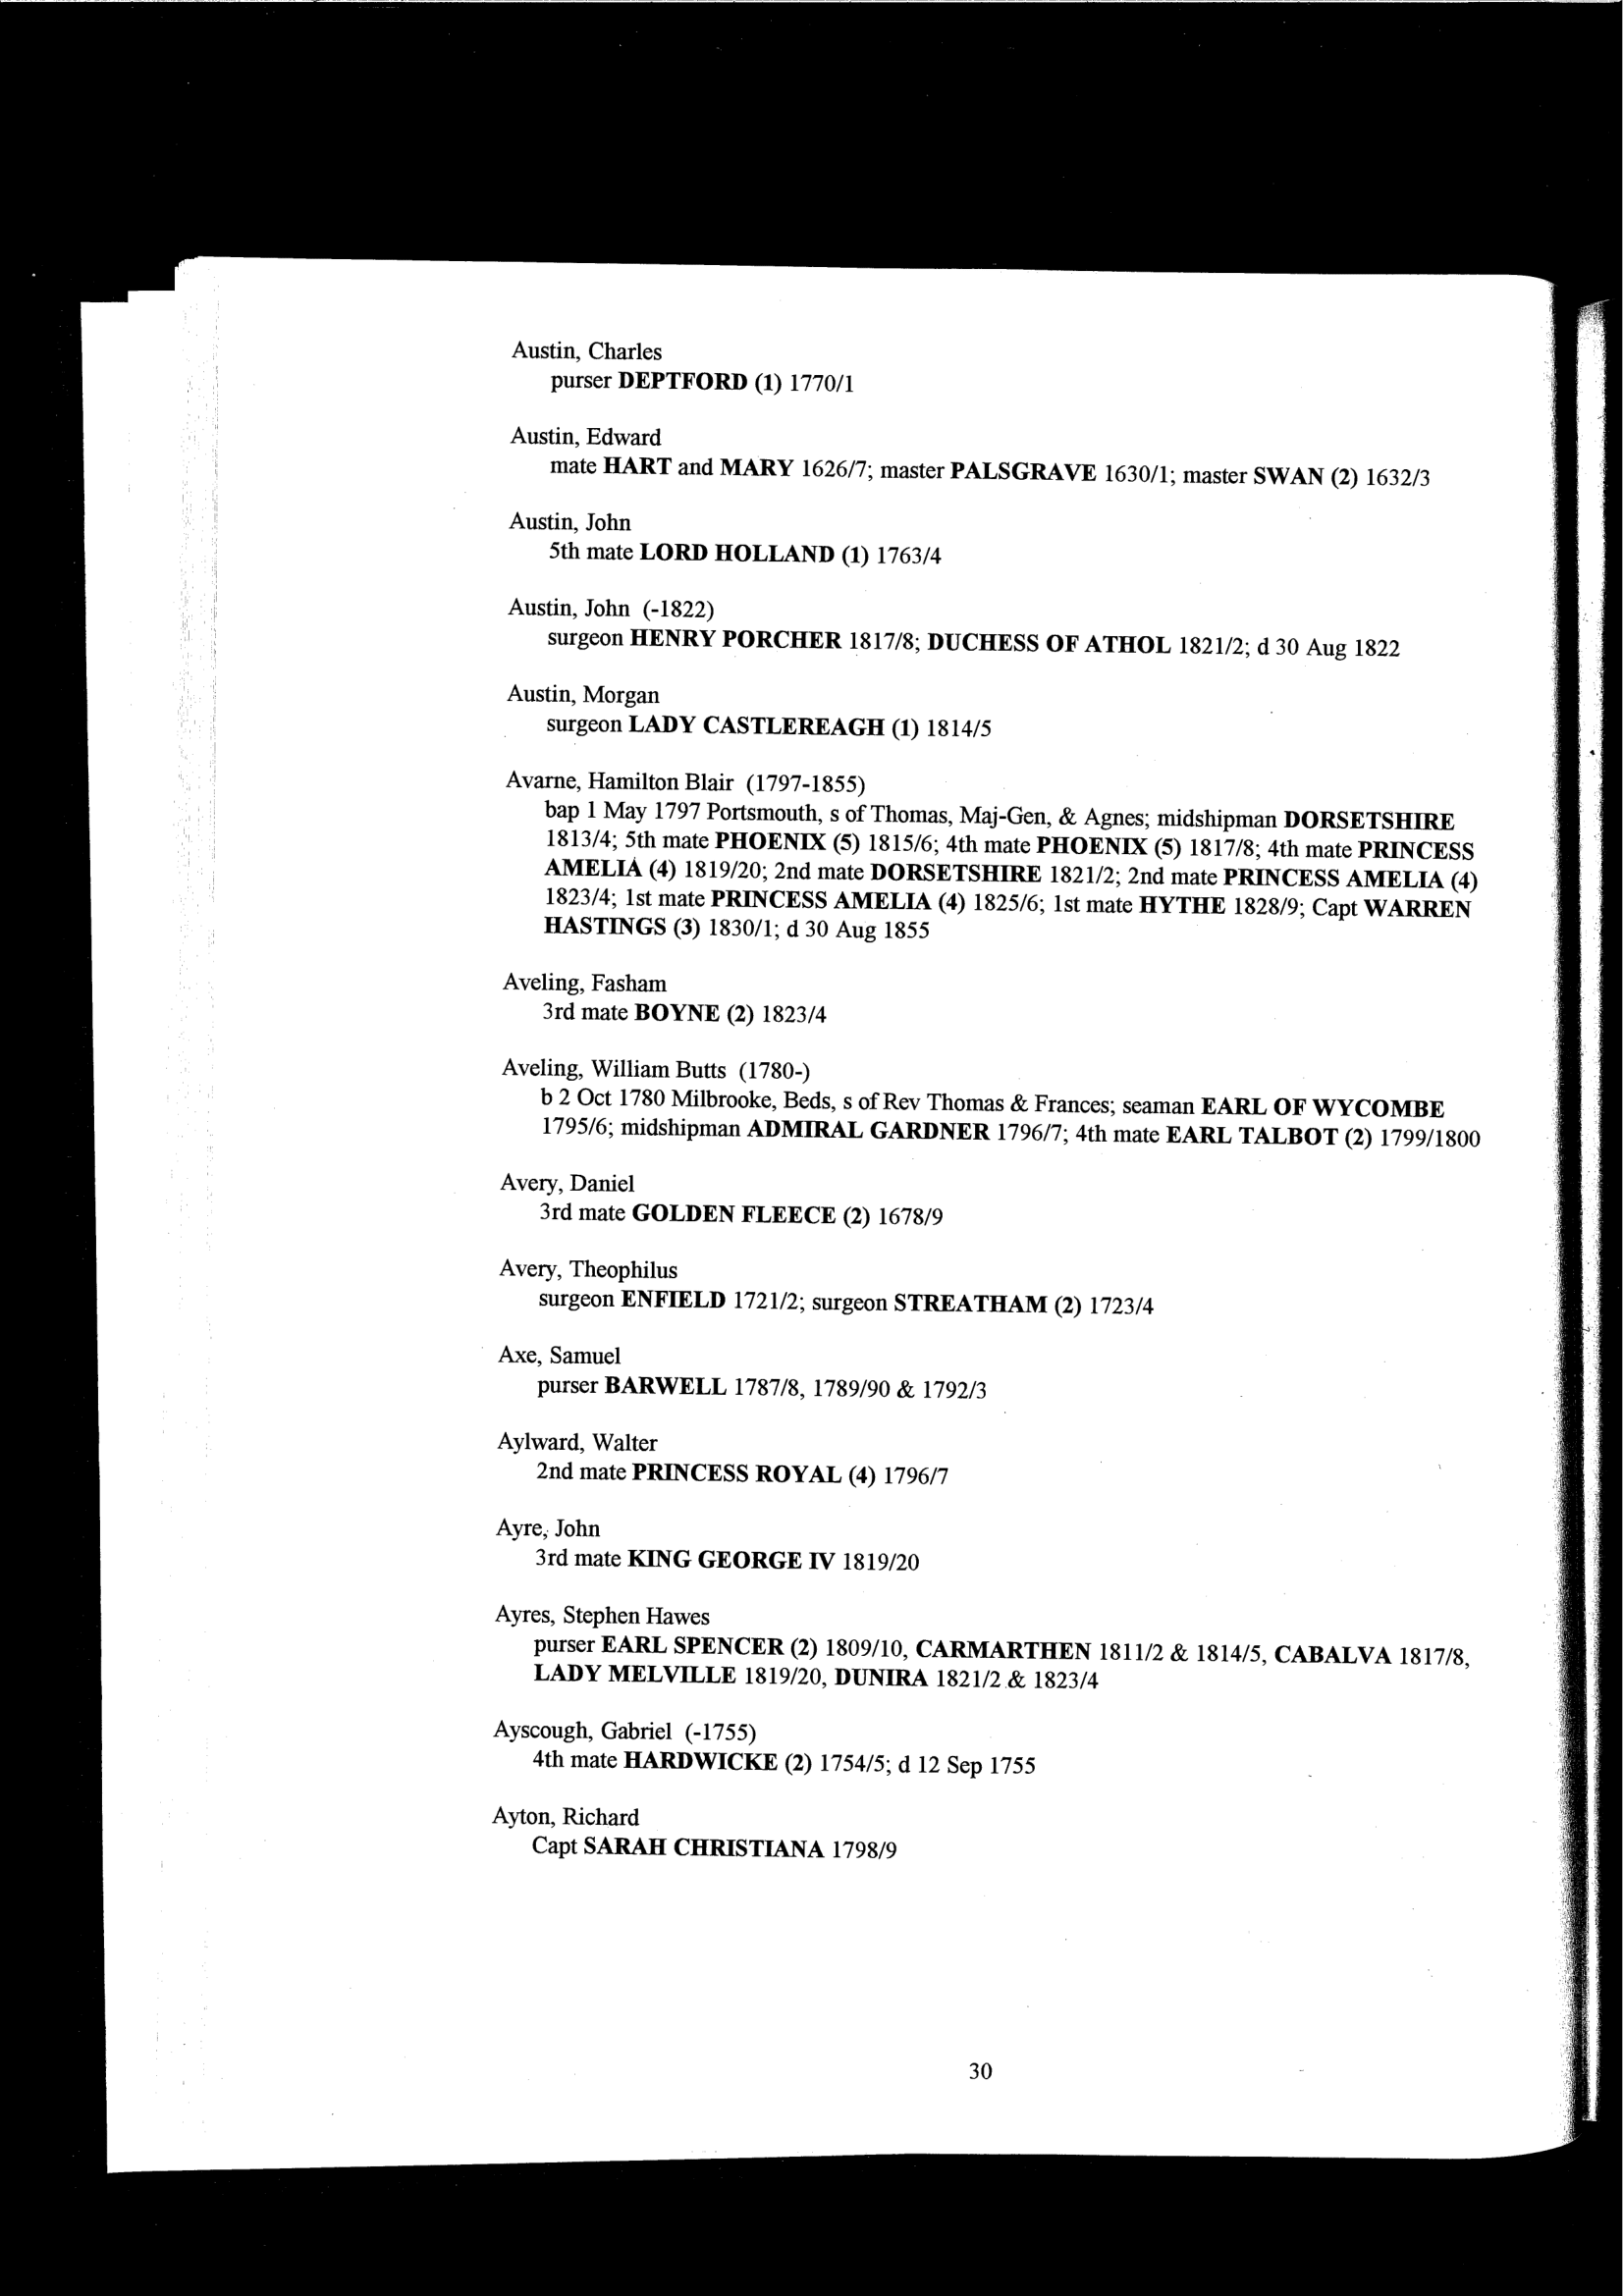 Austin, Charles
purser DEPTFORD (1) 1770/1
Austin, Edward
mate HART and MARY 1626/7; master PALSGRAVE 1630/1; master SWAN (2) 1632/3
Austin, John
5th mate LORD HOLLAND (1) 1763/4
Austin, John (-1822)
surgeon HENRY PORCHER 1817/8; DUCHESS OF ATHOL 1821/2; d 30 Aug 1822
Austin, Morgan
surgeon LADY CASTLEREAGH (1) 1814/5
Avarne, Hamilton Blair (1797-1855)
bap 1 May 1797 Portsmouth, s of Thomas, Maj-Gen, & Agnes; midshipman DORSETSHIRE
1813/4; 5th mate PHOENIX (5) 1815/6; 4th mate PHOENIX (5) 1817/8; 4th mate PRINCESS
AMELIA (4) 1819/20; 2nd mate DORSETSHIRE 1821/2; 2nd mate PRINCESS AMELIA (4)
1823/4; 1st mate PRINCESS AMELIA (4) 1825/6; 1st mate HYTHE 1828/9; Capt WARREN
HASTINGS (3) 1830/1; d 30 Aug 1855
Aveling, Fasham
3rd mate BOYNE (2) 1823/4
Aveling, William Butts (1780-)
b 2 Oct 1780 Milbrooke, Beds, s of Rev Thomas & Frances; seaman EARL OF WYCOMBE
1795/6; midshipman ADMIRAL GARDNER 1796/7; 4th mate EARL TALBOT (2) 1799/1800
Avery, Daniel
3rd mate GOLDEN FLEECE (2) 1678/9
Avery, Theophilus
surgeon ENFIELD 1721/2; surgeon STREATHAM (2) 1723/4
Axe, Samuel
purser BARWELL 1787/8, 1789/90 & 1792/3
Aylward, Walter
2nd mate PRINCESS ROYAL (4) 1796/7
Ayre, John
3rd mate KING GEORGE IV 1819/20
Ayres, Stephen Hawes
purser EARL SPENCER (2) 1809/10, CARMARTHEN 1811/2 & 1814/5, CABALVA 1817/8,
LADY MELVILLE 1819/20, DUNIRA 1821/2 & 1823/4
Ayscough, Gabriel (-1755)
4th mate HARDWICKE (2) 1754/5; d 12 Sep 1755
Ayton, Richard
Capt SARAH CHRISTIANA 1798/9
30